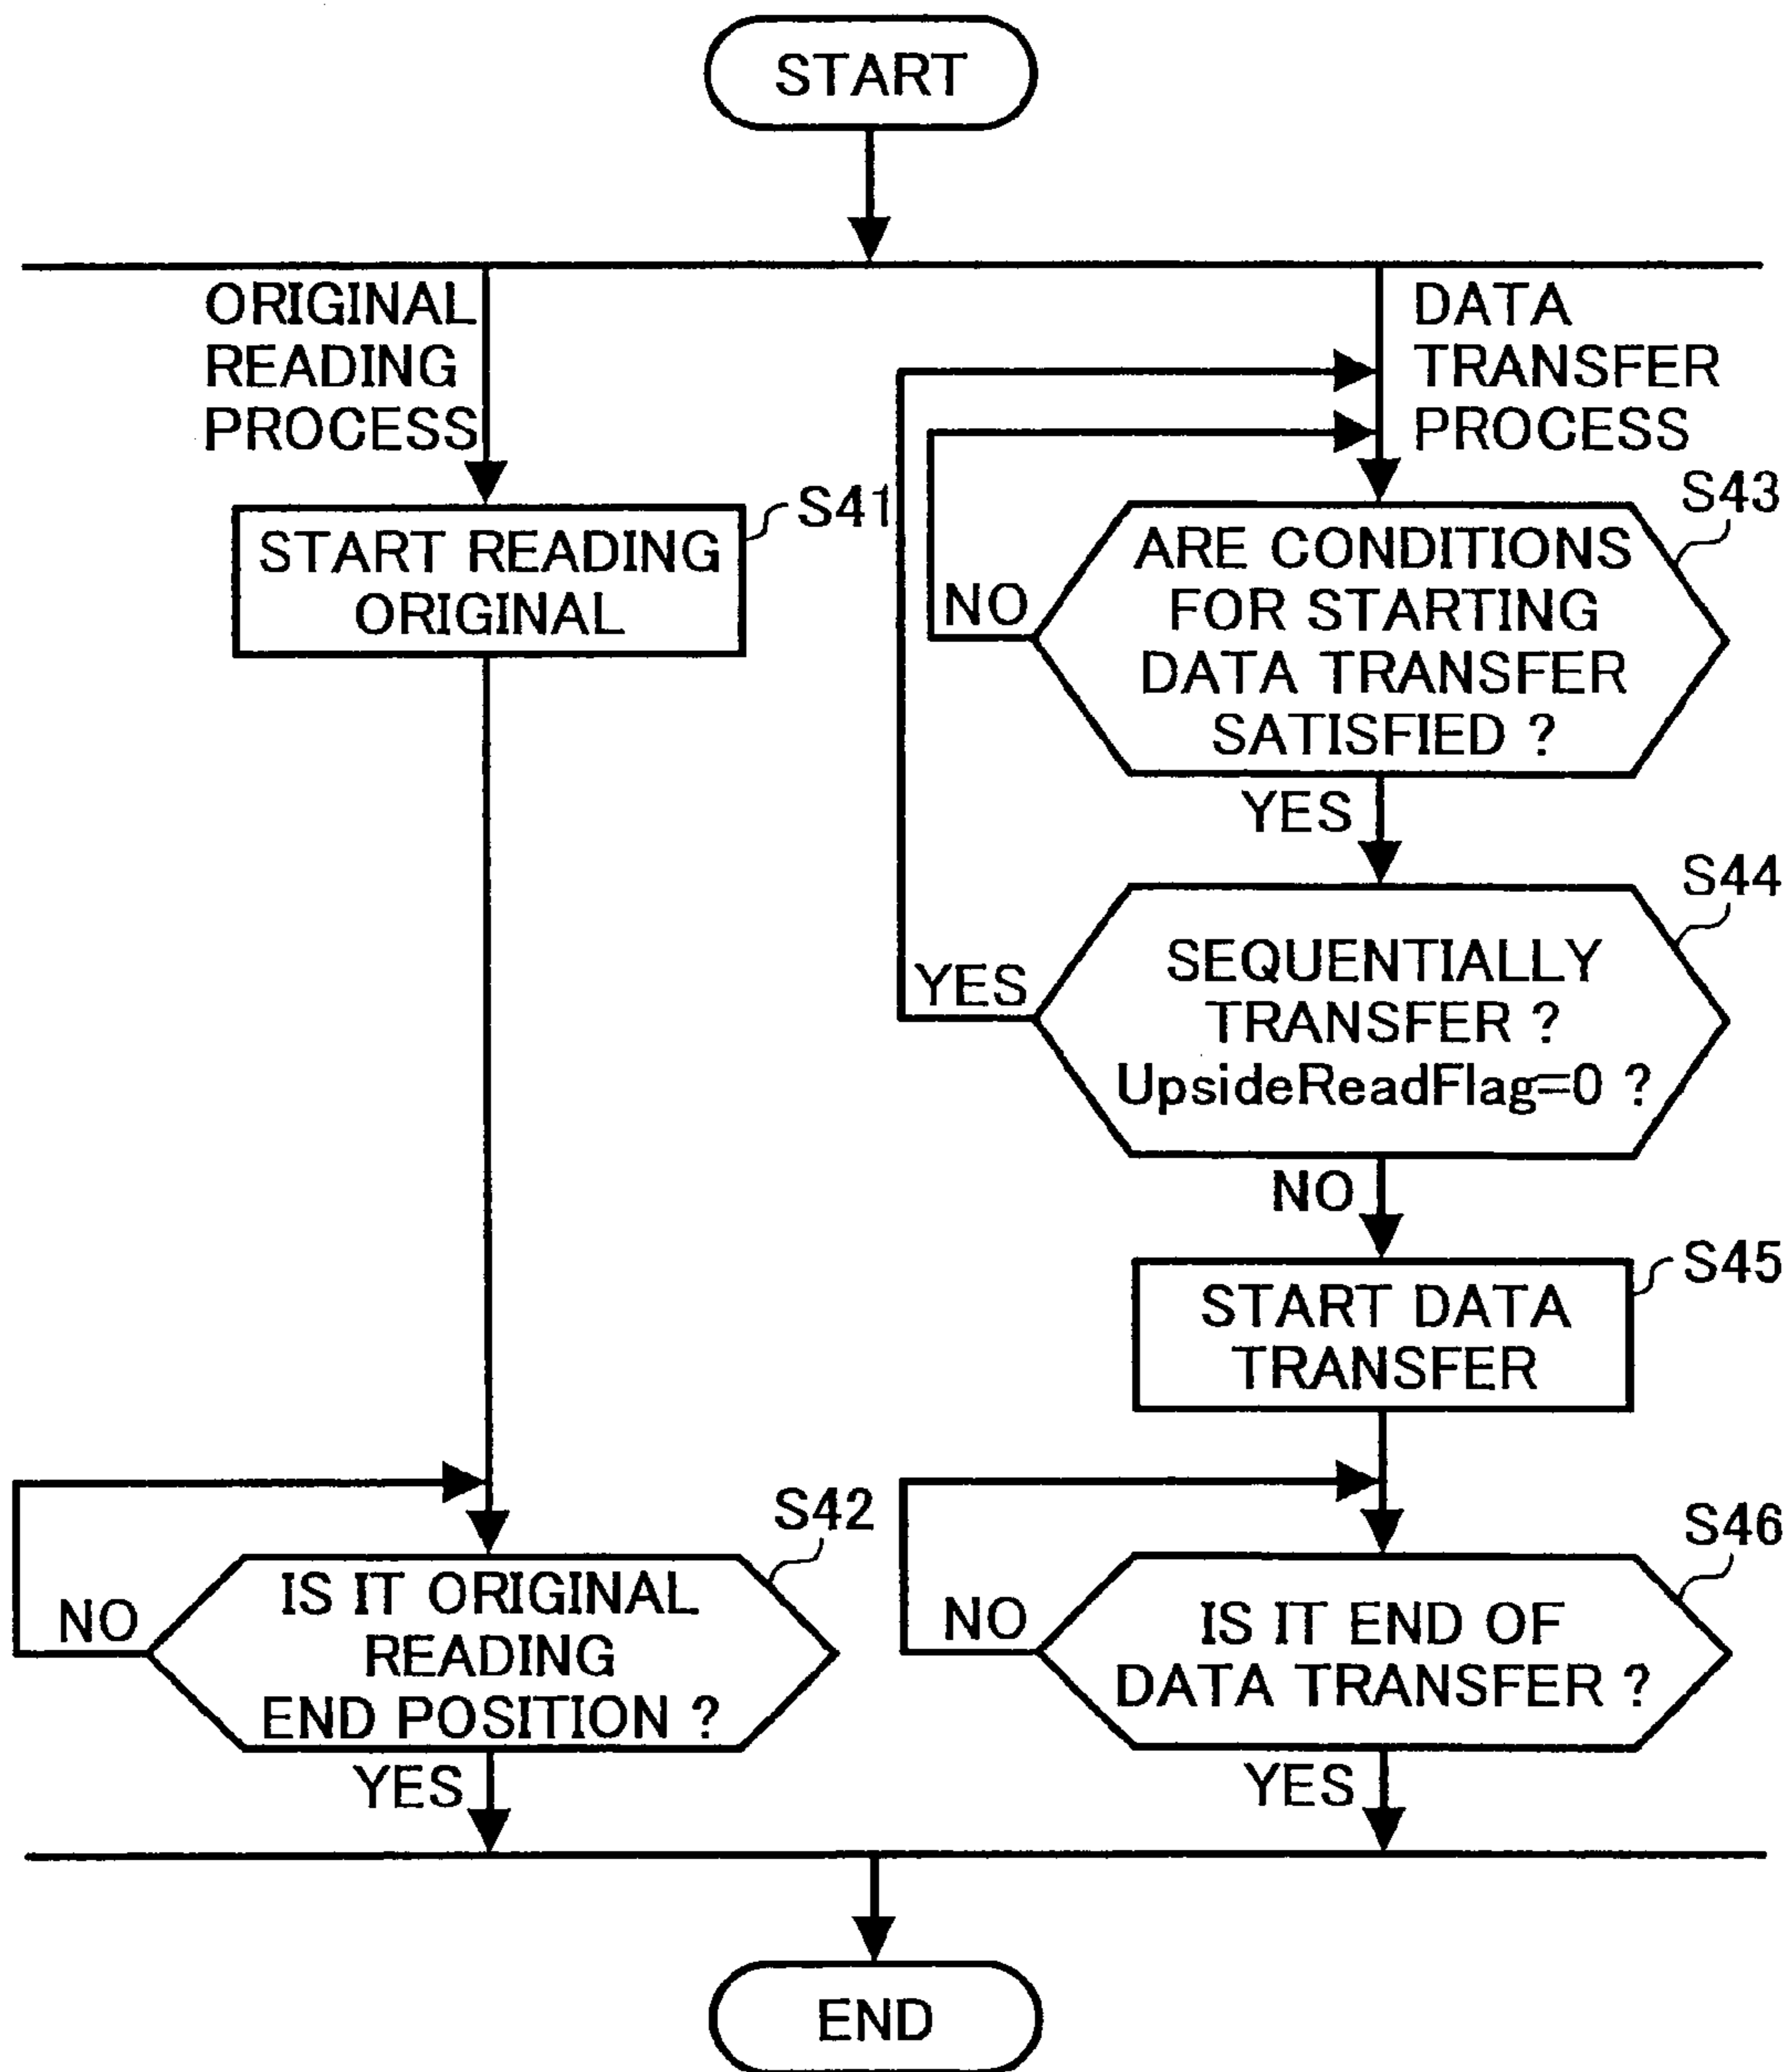 START
ORIGINAL
READING
PROCESS
S41
START READING
ORIGINAL
S42
IS IT ORIGINAL
READING
END POSITION ?
NO
YES
DATA
TRANSFER
PROCESS
S43
ARE CONDITIONS
FOR STARTING
DATA TRANSFER
SATISFIED ?
NO
YES
S44
SEQUENTIALLY
TRANSFER ?
UpsideReadFlag=0 ?
YES
NO
S45
START DATA
TRANSFER
S46
IS IT END OF
DATA TRANSFER ?
NO
YES
END